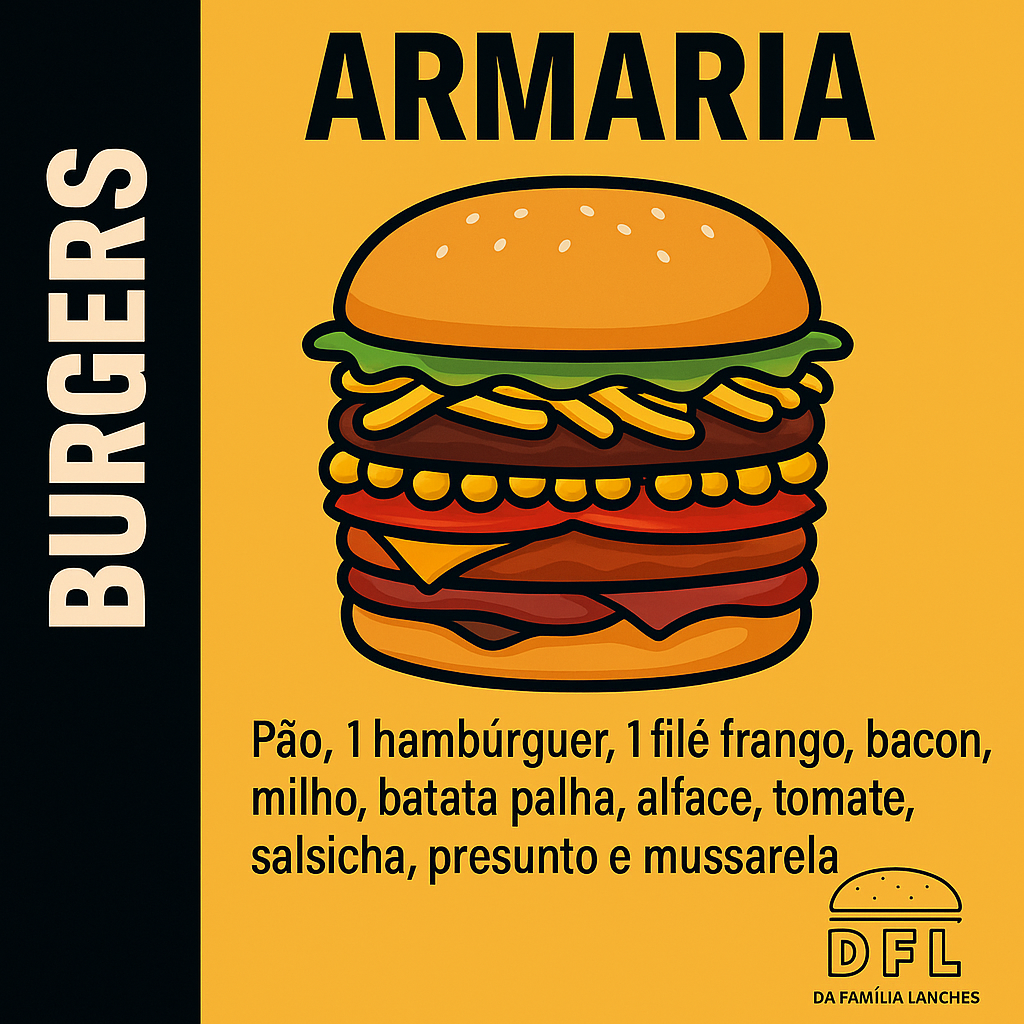 BURGERS
ARMARIA
Pão, 1 hambúrguer, 1 filé frango, bacon,
milho, batata palha, alface, tomate,
salsicha, presunto e mussarela
DFL
DA FAMÍLIA LANCHES